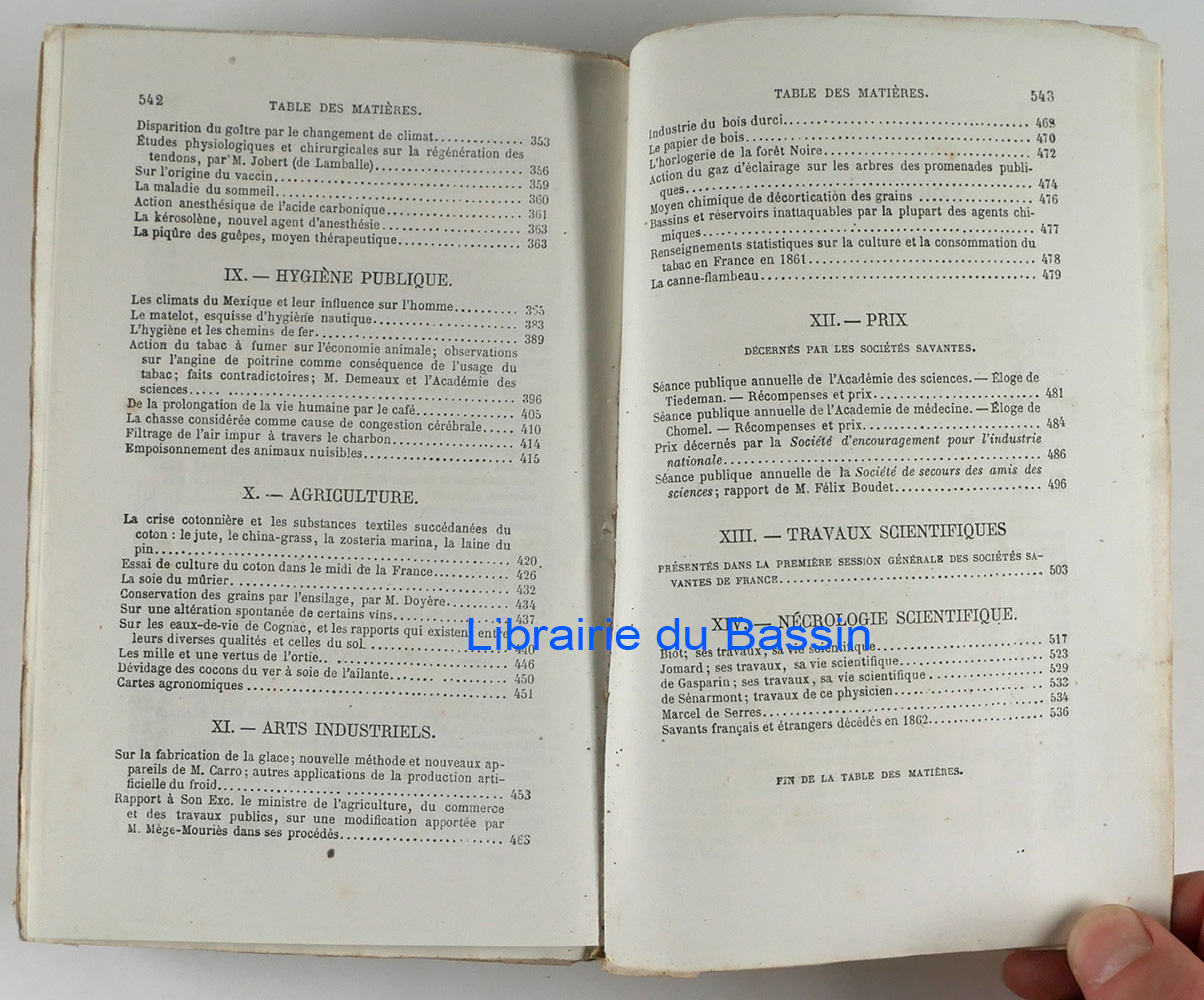 542
TABLE DES MATIÈRES.
Disparition du goître par le changement de climat........... 353
Études physiologiques et chirurgicales sur la régénération des
tendons, par M. Jobert (de Lamballe)........................ 356
Sur l'origine du vaccin........................ 359
La maladie du sommeil........................ 360
Action anesthésique de l'acide carbonique.................... 361
La kérosolène, nouvel agent d'anesthésie.................... 363
La piqûre des guêpes, moyen thérapeutique................. 363
IX. — HYGIÈNE PUBLIQUE.
Les climats du Mexique et leur influence sur l'homme.......... 365
Le matelot, esquisse d'hygiène nautique.................... 383
L'hygiène et les chemins de fer........................ 389
Action du tabac à fumer sur l'économie animale; observations
sur l'angine de poitrine comme conséquence de l'usage du
tabac; faits contradictoires; M. Demeaux et l'Académie des
sciences..... ........................ 396
De la prolongation de la vie humaine par le café.............. 405
La chasse considérée comme cause de congestion cérébrale..... 410
Filtrage de l'air impur à travers le charbon.................. 414
Empoisonnement des animaux nuisibles...................... 415
X. — AGRICULTURE.
La crise cotonnière et les substances textiles succédanées du
coton : le jute, le china-grass, la zosteria marina, la laine du
pin........................ 420
Essai de culture du coton dans le midi de la France........... 426
La soie du mûrier........................ 432
Conservation des grains par l'ensilage, par M. Doyère......... 434
Sur une altération spontanée de certains vins................. 437
Sur les eaux-de-vie de Cognac, et les rapports qui existent entre
leurs diverses qualités et celles du sol........................ 440
Les mille et une vertus de l'ortie.. ........................ 446
Dévidage des cocons du ver à soie de l'ailante....... ........ 450
Cartes agronomiques ........................ 451
XI. — ARTS INDUSTRIELS.
Sur la fabrication de la glace; nouvelle méthode et nouveaux ap-
pareils de M. Carro; autres applications de la production arti-
ficielle du froid........................ 453
Rapport à Son Exc. le ministre de l'agriculture, du commerce
et des travaux publics, sur une modification apportée par
M. Mège-Mouriès dans ses procédés........................ 466
TABLE DES MATIÈRES.
543
Industrie du bois durci........................ 468
Le papier de bois........................ 470
L'horlogerie de la forêt Noire........................ 472
Action du gaz d'éclairage sur les arbres des promenades publi-
ques........................ 474
Moyen chimique de décortication des grains ................. 476
Bassins et réservoirs inattaquables par la plupart des agents chi-
miques........................ 477
Renseignements statistiques sur la culture et la consommation du
tabac en France en 1861........................ 478
La canne-flambeau........................ 479
XII. — PRIX
DÉCERNÉS PAR LES SOCIÉTÉS SAVANTES.
Séance publique annuelle de l'Académie des sciences. — Éloge de
Tiedeman. — Récompenses et prix........................ 481
Séance publique annuelle de l'Academie de médecine. — Éloge de
Chomel. — Récompenses et prix........................ 484
Prix décernés par la Société d'encouragement pour l'industrie
nationale........................ 486
Séance publique annuelle de la Société de secours des amis des
sciences; rapport de M. Félix Boudet........................ 496
XIII. — TRAVAUX SCIENTIFIQUES
PRÉSENTÉS DANS LA PREMIÈRE SESSION GÉNÉRALE DES SOCIÉTÉS SA-
VANTES DE FRANCE........................ 503
XIV. — NÉCROLOGIE SCIENTIFIQUE.
Biot; ses travaux, sa vie scientifique........................ 517
Jomard; ses travaux, sa vie scientifique.................... 523
de Gasparin; ses travaux, sa vie scientifique................. 529
de Sénarmont; travaux de ce physicien...................... 533
Marcel de Serres........................ 534
Savants français et étrangers décédés en 1862................. 536
FIN DE LA TABLE DES MATIÈRES.
Librairie du Bassin